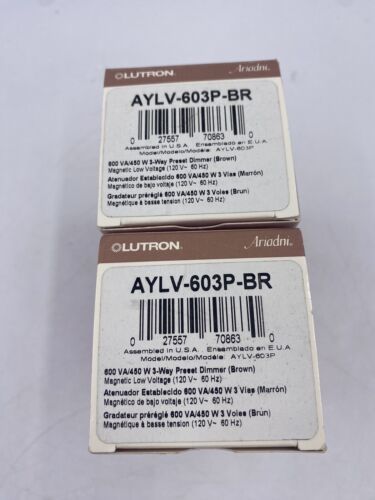 LUTRON. Ariadni.
AYLV-603P-BR
0 27557 70863 0
Assembled in U.S.A. Ensamblado en E.U.A.
Model/Modelo/Modèle: AYLV-603P
600 VA/450 W 3-Way Preset Dimmer (Brown)
Magnetic Low Voltage (120 V~ 60 Hz)
Atenuador Establecido 600 VA/450 W 3 Vías (Marrón)
Magnético de bajo voltaje (120 V~ 60 Hz)
Gradateur préréglé 600 VA/450 W 3 Voies (Brun)
Magnétique à basse tension (120 V~ 60 Hz)
LUTRON. Ariadni.
AYLV-603P-BR
0 27557 70863 0
Assembled in U.S.A. Ensamblado en E.U.A
Model/Modelo/Modèle: AYLV-603P
600 VA/450 W 3-Way Preset Dimmer (Brown)
Magnetic Low Voltage (120 V~ 60 Hz)
Atenuador Establecido 600 VA/450 W 3 Vías (Marrón)
Magnético de bajo voltaje (120 V~ 60 Hz)
Gradateur préréglé 600 VA/450 W 3 Voies (Brun)
Magnétique à basse tension (120 V~ 60 Hz)